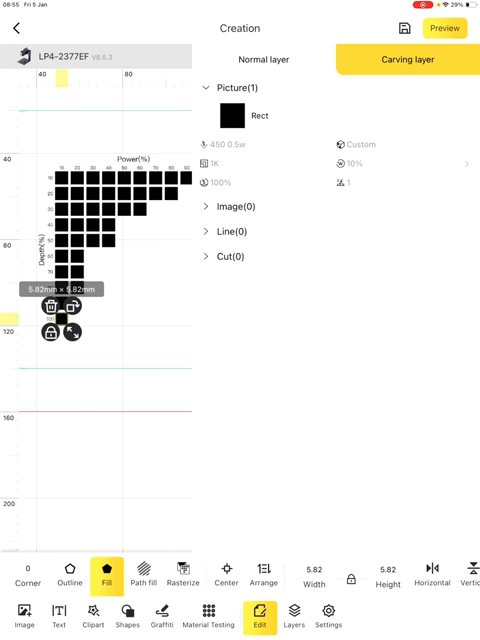 08:55 Fri 5 Jan 29%
Creation Preview
LP4-2377EF V6.5.3
Normal layer Carving layer
40 80
Picture(1)
Rect
450 0.5w Custom
1K 10%
100% 1
Image(0)
Line(0)
Cut(0)
40
80
120
160
200
Power(%)
10 20 30 40 50 60 70 80 90
Depth(%)
10
20
30
40
50
60
70
100
5.82mm × 5.82mm
0 5.82 5.82
Corner Outline Fill Path fill Rasterize Center Arrange Width Height Horizontal Vertic
Image Text Clipart Shapes Graffiti Material Testing Edit Layers Settings